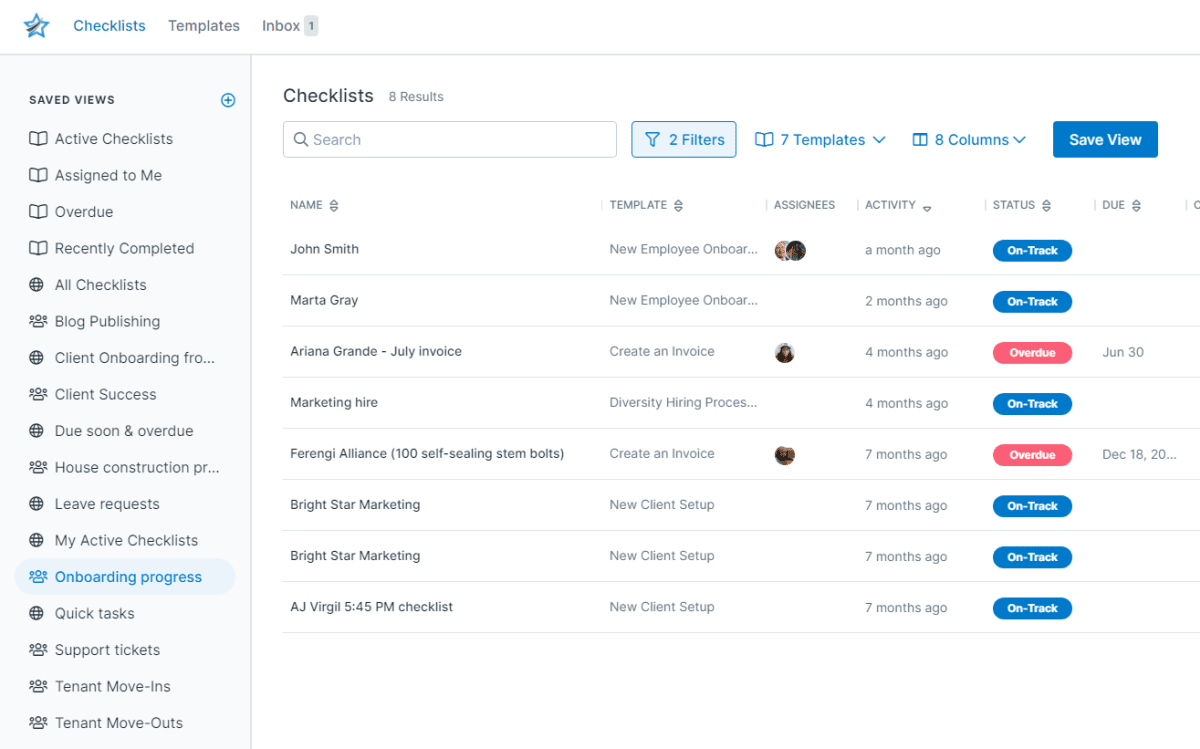 Checklists Templates Inbox 1
SAVED VIEWS
Active Checklists
Assigned to Me
Overdue
Recently Completed
All Checklists
Blog Publishing
Client Onboarding fro...
Client Success
Due soon & overdue
House construction pr...
Leave requests
My Active Checklists
Onboarding progress
Quick tasks
Support tickets
Tenant Move-Ins
Tenant Move-Outs
Checklists 8 Results
Search 2 Filters 7 Templates 8 Columns Save View
NAME TEMPLATE ASSIGNEES ACTIVITY STATUS DUE
John Smith New Employee Onboar... a month ago On-Track
Marta Gray New Employee Onboar... 2 months ago On-Track
Ariana Grande - July invoice Create an Invoice 4 months ago Overdue Jun 30
Marketing hire Diversity Hiring Proces... 4 months ago On-Track
Ferengi Alliance (100 self-sealing stem bolts) Create an Invoice 7 months ago Overdue Dec 18, 20...
Bright Star Marketing New Client Setup 7 months ago On-Track
Bright Star Marketing New Client Setup 7 months ago On-Track
AJ Virgil 5:45 PM checklist New Client Setup 7 months ago On-Track